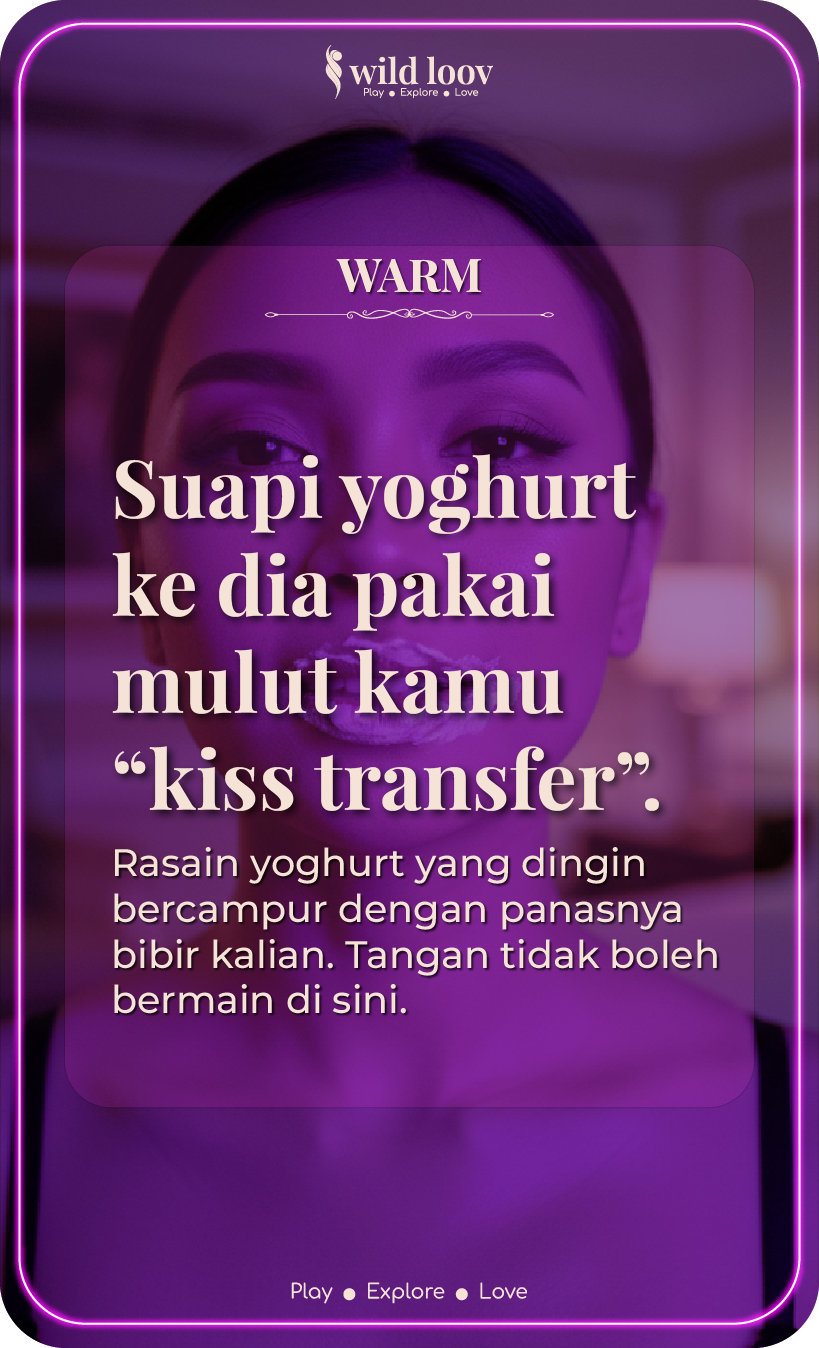 wild loov
Play ● Explore ● Love
WARM
Suapi yoghurt
ke dia pakai
mulut kamu
“kiss transfer”.
Rasain yoghurt yang dingin
bercampur dengan panasnya
bibir kalian. Tangan tidak boleh
bermain di sini.
Play ● Explore ● Love